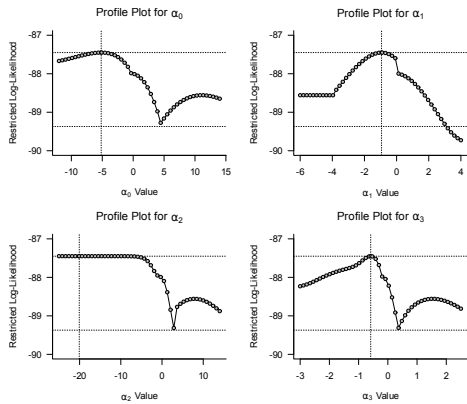 Profile Plot for α0
Restricted Log-Likelihood
-87
-88
-89
-90
-10 -5 0 5 10 15
α0 Value
Profile Plot for α1
Restricted Log-Likelihood
-87
-88
-89
-90
-6 -4 -2 0 2 4
α1 Value
Profile Plot for α2
Restricted Log-Likelihood
-87
-88
-89
-90
-20 -10 0 10
α2 Value
Profile Plot for α3
Restricted Log-Likelihood
-87
-88
-89
-90
-3 -2 -1 0 1 2
α3 Value